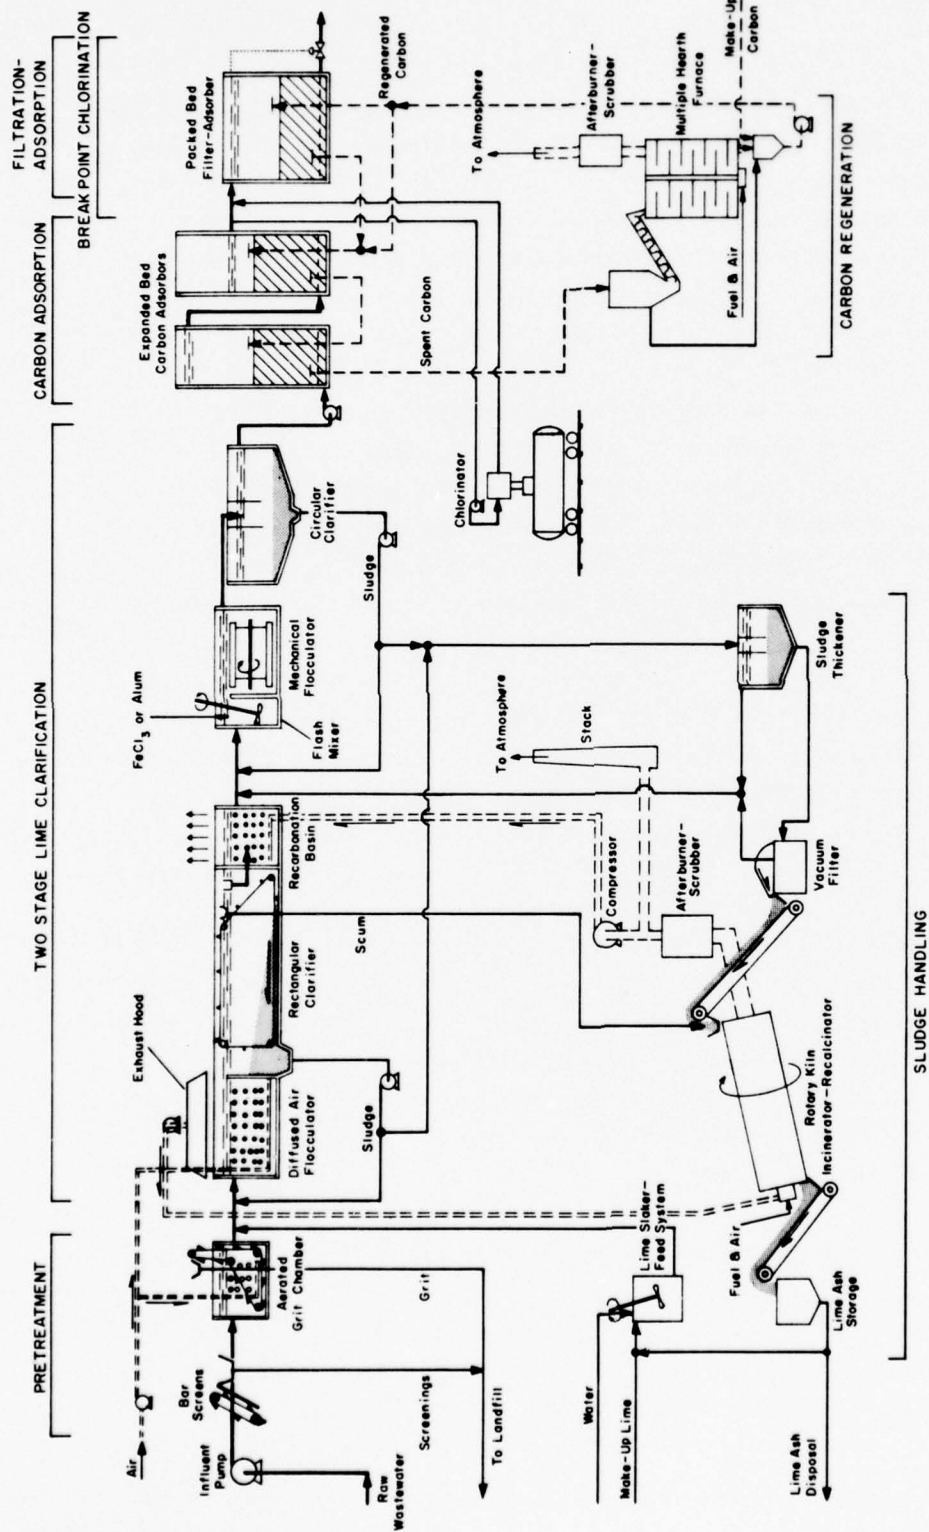 PRETREATMENT
TWO STAGE LIME CLARIFICATION
CARBON ADSORPTION
FILTRATION-
ADSORPTION
BREAKPOINT CHLORINATION
Air
Exhaust Hood
FeCl3 or Alum
Expanded Bed
Carbon Adsorbers
Packed Bed
Filter-Adsorber
Influent
Pump
Bar
Screens
Raw
Wastewater
Aerated
Grit Chamber
Diffused Air
Flocculator
Rectangular
Clarifier
Recarbonation
Basin
Flash
Mixer
Mechanical
Flocculator
Circular
Clarifier
Regenerated
Carbon
Screenings
Grit
Sludge
Scum
Sludge
Spent Carbon
To Landfill
Chlorinator
To Atmosphere
Stack
Compressor
Afterburner-
Scrubber
To Atmosphere
Afterburner-
Scrubber
Multiple Hearth
Furnace
Make-Up
Carbon
Fuel & Air
CARBON REGENERATION
Water
Make-Up Lime
Lime Slaker-
Feed System
Fuel & Air
Rotary Kiln
Incinerator-Recalcinator
Vacuum
Filter
Sludge
Thickener
Lime Ash
Storage
Lime Ash
Disposal
SLUDGE HANDLING